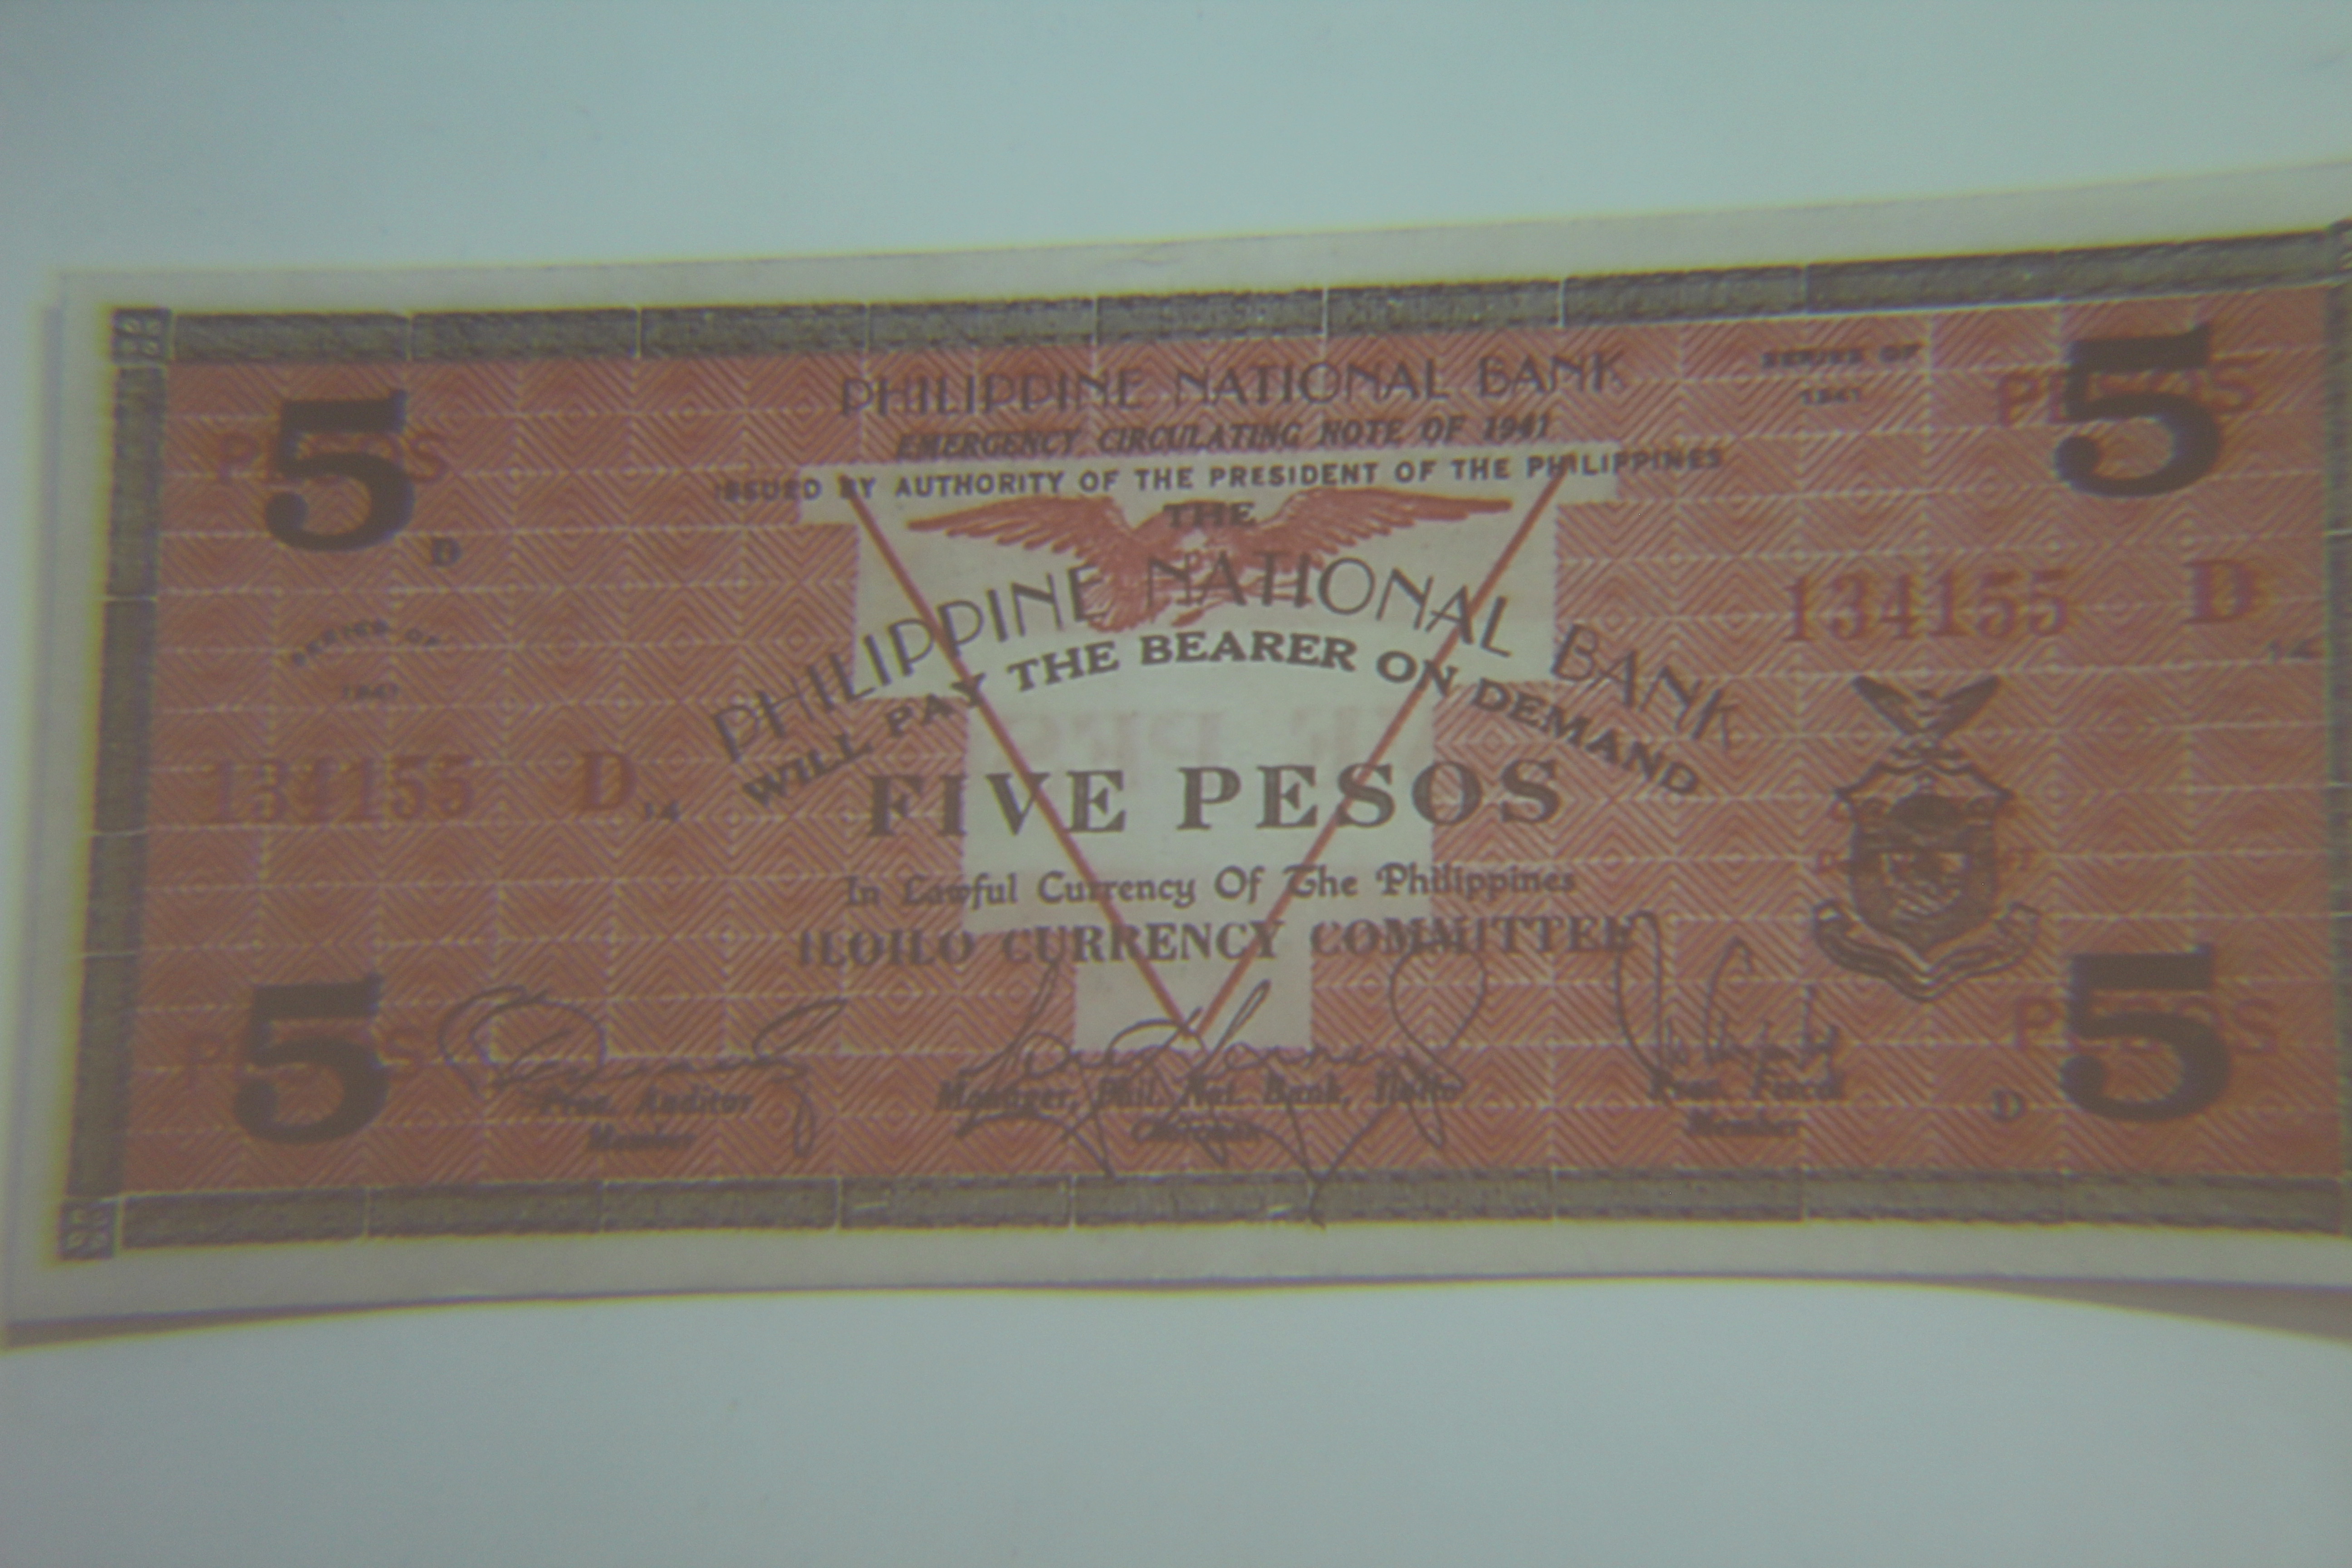 PHILIPPINE NATIONAL BANK
EMERGENCY CIRCULATING NOTE OF 1941
ISSUED BY AUTHORITY OF THE PRESIDENT OF THE PHILIPPINES
SERIES OF
1941
5
PESOS
D
5
PESOS
THE
PHILIPPINE NATIONAL BANK
WILL PAY THE BEARER ON DEMAND
134155 D
SERIES OF
1941
134155 D
FIVE PESOS
In Lawful Currency Of The Philippines
ILOILO CURRENCY COMMITTEE
5
PESOS
Prov. Auditor
Member
Manager, Phil. Nat. Bank, Iloilo
Chairman
Prov. Fiscal
Member
D
5
PESOS